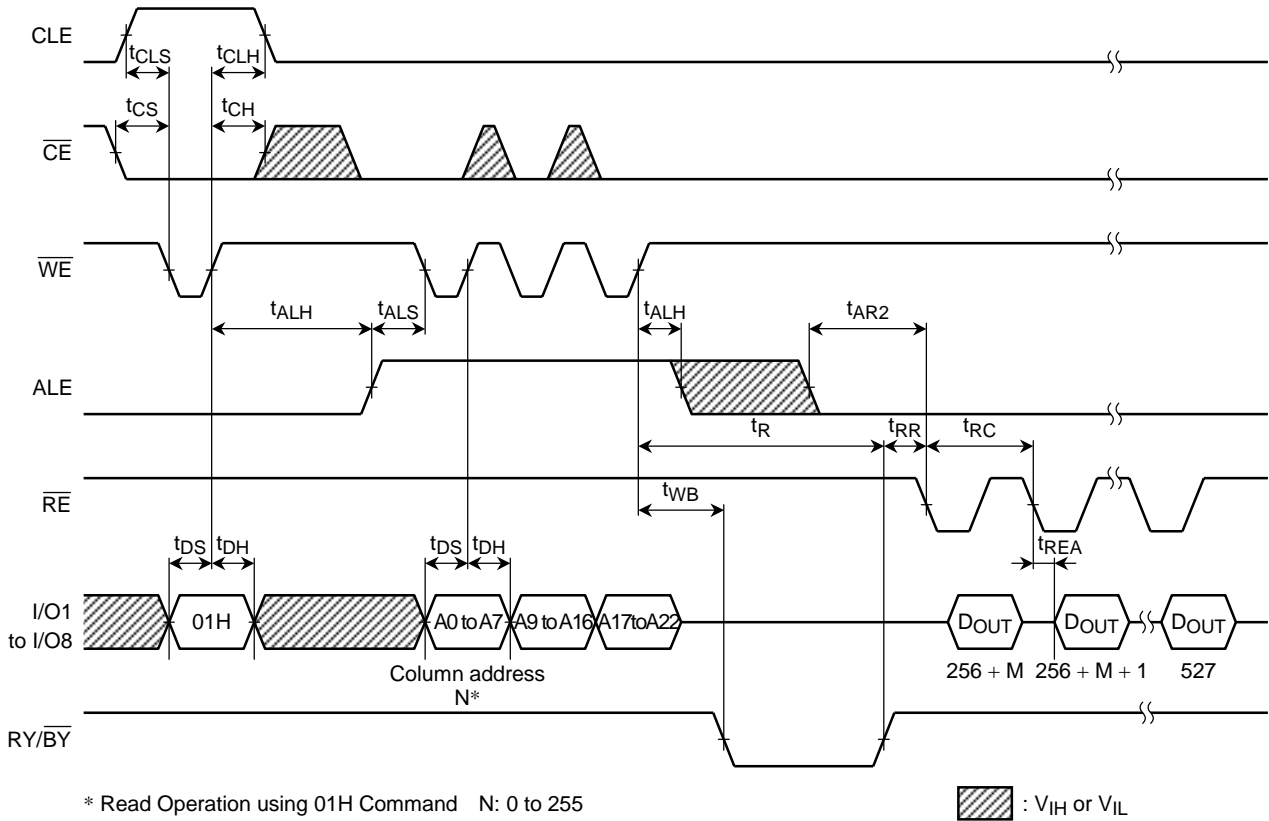 CLE
tCLS
tCLH
tCS
tCH
CE
WE
tALH
tALS
tALH
tAR2
ALE
tR
tRR
tRC
RE
tWB
tDS
tDH
tDS
tDH
tREA
I/O1
to I/O8
01H
A0 to A7
A9 to A16
A17 to A22
DOUT
DOUT
DOUT
256 + M
256 + M + 1
527
Column address
N*
RY/BY
* Read Operation using 01H Command N: 0 to 255
: VIH or VIL